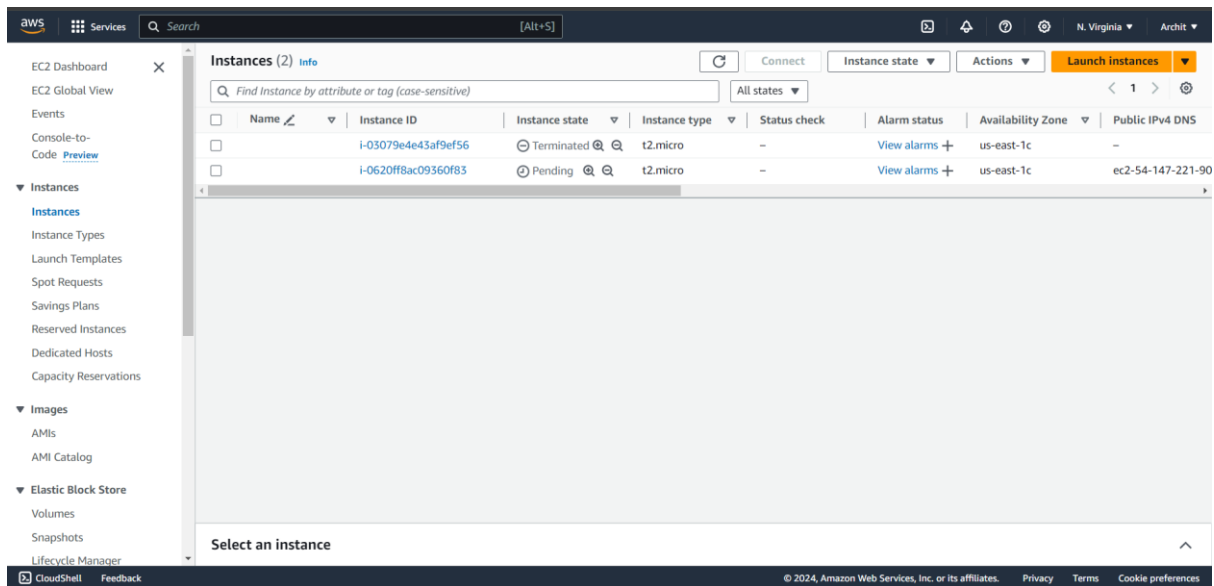 aws Services Search [Alt+S] N. Virginia Archit
EC2 Dashboard
EC2 Global View
Events
Console-to-
Code Preview
Instances
Instances
Instance Types
Launch Templates
Spot Requests
Savings Plans
Reserved Instances
Dedicated Hosts
Capacity Reservations
Images
AMIs
AMI Catalog
Elastic Block Store
Volumes
Snapshots
Lifecycle Manager
Instances (2) Info Connect Instance state Actions Launch instances
Find Instance by attribute or tag (case-sensitive) All states 1
Name Instance ID Instance state Instance type Status check Alarm status Availability Zone Public IPv4 DNS
i-03079e4e43af9ef56 Terminated t2.micro – View alarms + us-east-1c –
i-0620ff8ac09360f83 Pending t2.micro – View alarms + us-east-1c ec2-54-147-221-90
Select an instance
CloudShell Feedback © 2024, Amazon Web Services, Inc. or its affiliates. Privacy Terms Cookie preferences